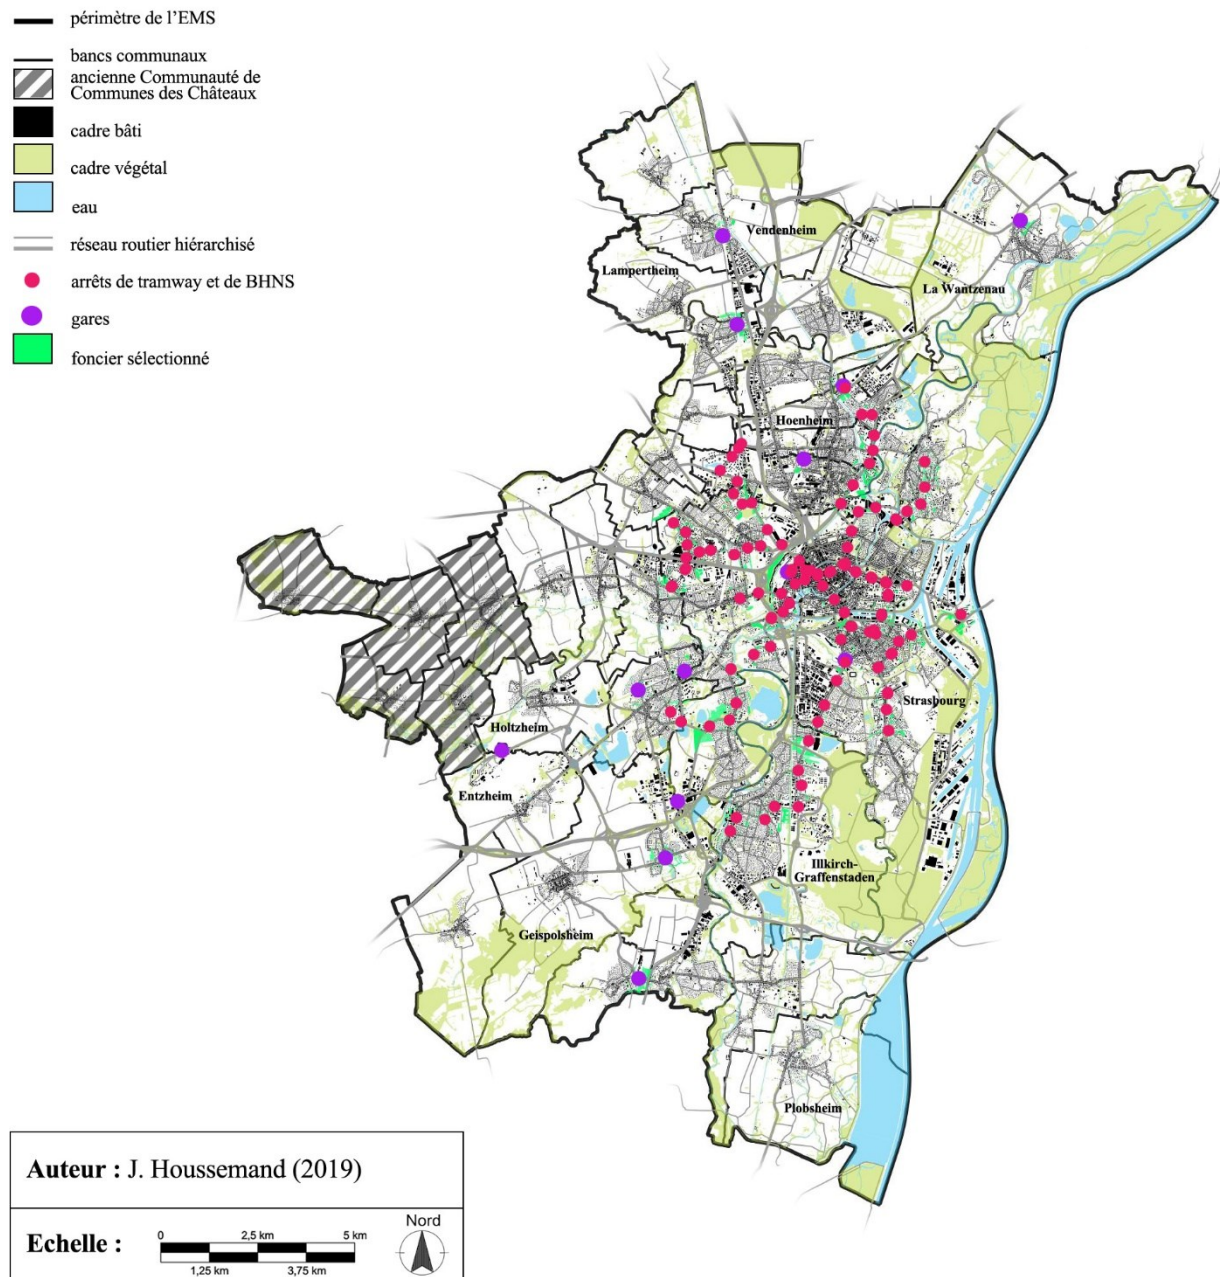 périmètre de l’EMS
bancs communaux
ancienne Communauté de
Communes des Châteaux
cadre bâti
cadre végétal
eau
réseau routier hiérarchisé
arrêts de tramway et de BHNS
gares
foncier sélectionné
Vendenheim
Lampertheim
La Wantzenau
Hoenheim
Strasbourg
Holtzheim
Entzheim
Illkirch-
Graffenstaden
Geispolsheim
Plobsheim
Auteur : J. Houssemand (2019)
Echelle :
0 2,5 km 5 km
1,25 km 3,75 km
Nord